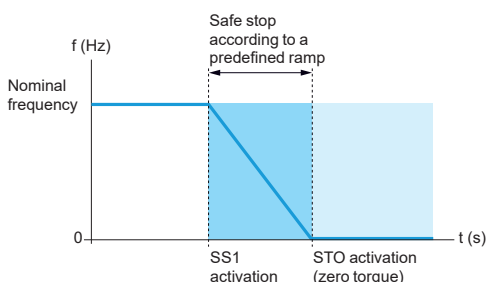 Safe stop
according to a
predefined ramp
f (Hz)
Nominal
frequency
0
t (s)
SS1
activation
STO activation
(zero torque)